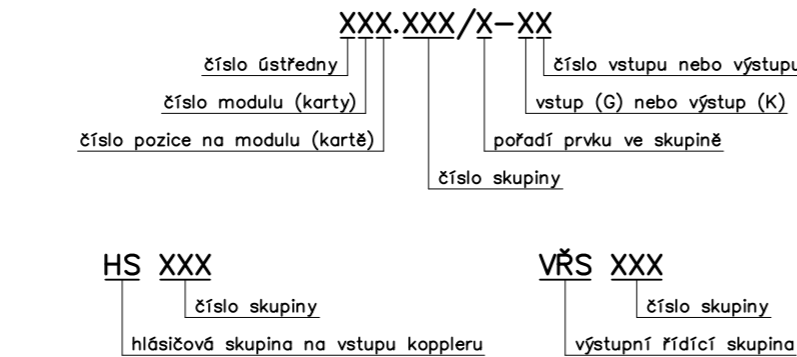 XXX.XXX/X-XX
číslo ústředny
číslo vstupu nebo výstupu
číslo modulu (karty)
vstup (G) nebo výstup (K)
číslo pozice na modulu (kartě)
pořadí prvku ve skupině
číslo skupiny
HS XXX
VŘS XXX
číslo skupiny
číslo skupiny
hlásičová skupina na vstupu koppleru
výstupní řídící skupina